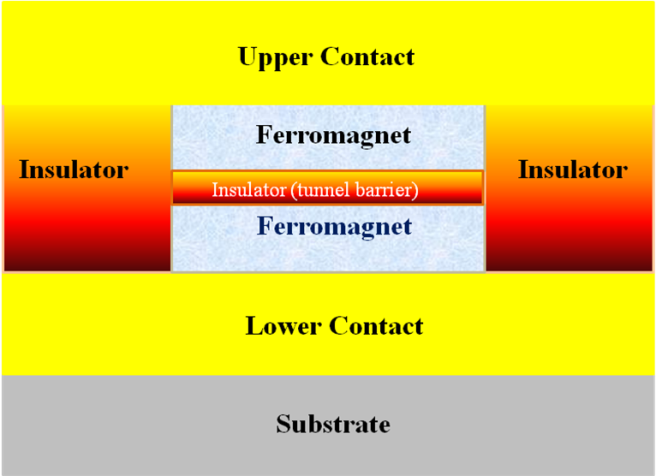 Upper Contact
Ferromagnet
Insulator
Insulator
Insulator (tunnel barrier)
Ferromagnet
Lower Contact
Substrate